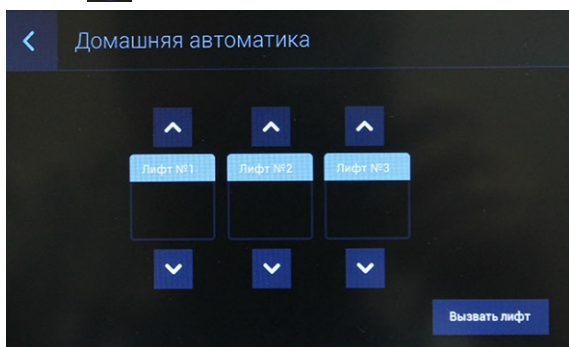 Домашняя автоматика
Лифт №1
Лифт №2
Лифт №3
Вызвать лифт